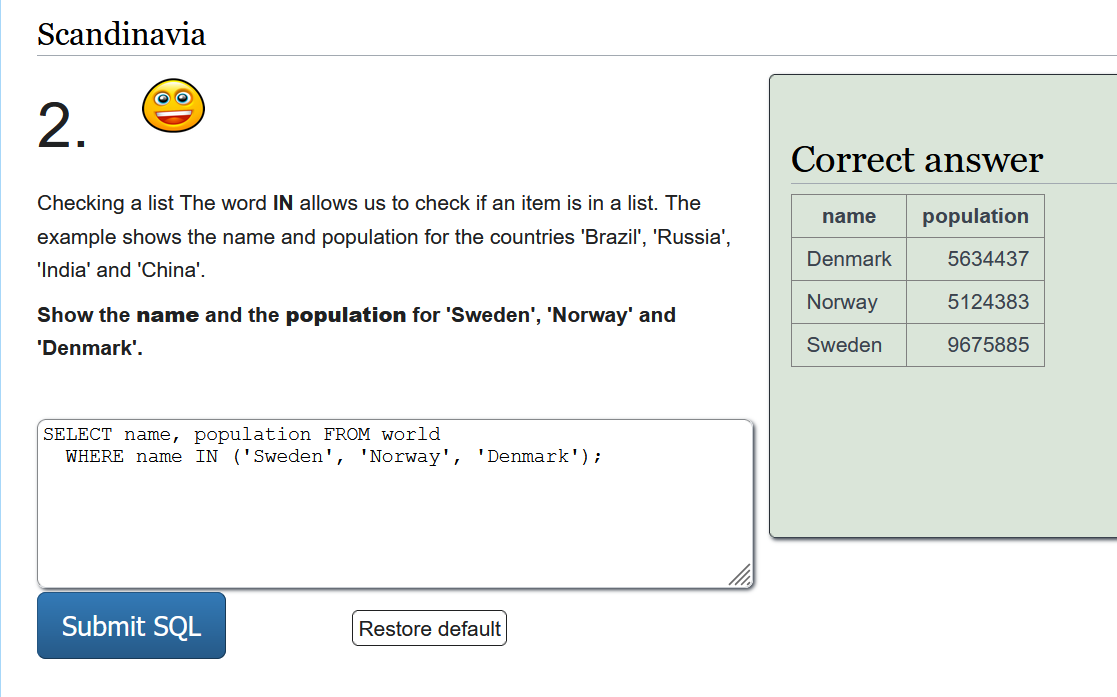 Scandinavia
2.
Checking a list The word IN allows us to check if an item is in a list. The
example shows the name and population for the countries 'Brazil', 'Russia',
'India' and 'China'.
Show the name and the population for 'Sweden', 'Norway' and
'Denmark'.
SELECT name, population FROM world
  WHERE name IN ('Sweden', 'Norway', 'Denmark');
Submit SQL
Restore default
Correct answer
name population
Denmark 5634437
Norway 5124383
Sweden 9675885